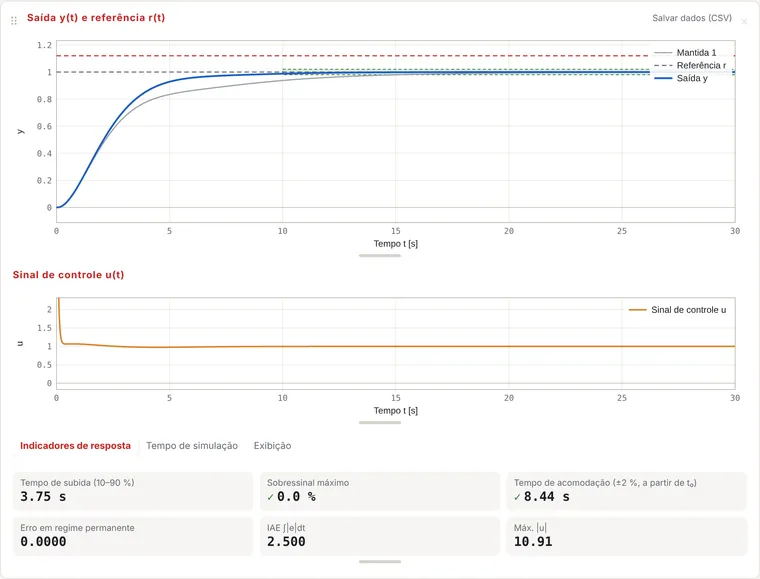 Saída y(t) e referência r(t)
Salvar dados (CSV)
×
1.2
1
0.8
0.6
0.4
0.2
0
y
Mantida 1
Referência r
Saída y
0 5 10 15 20 25 30
Tempo t [s]
Sinal de controle u(t)
2
1.5
1
0.5
0
u
Sinal de controle u
0 5 10 15 20 25 30
Tempo t [s]
Indicadores de resposta Tempo de simulação Exibição
Tempo de subida (10–90 %)
3.75 s
Sobressinal máximo
✓ 0.0 %
Tempo de acomodação (±2 %, a partir de t₀)
✓ 8.44 s
Erro em regime permanente
0.0000
IAE ∫|e|dt
2.500
Máx. |u|
10.91